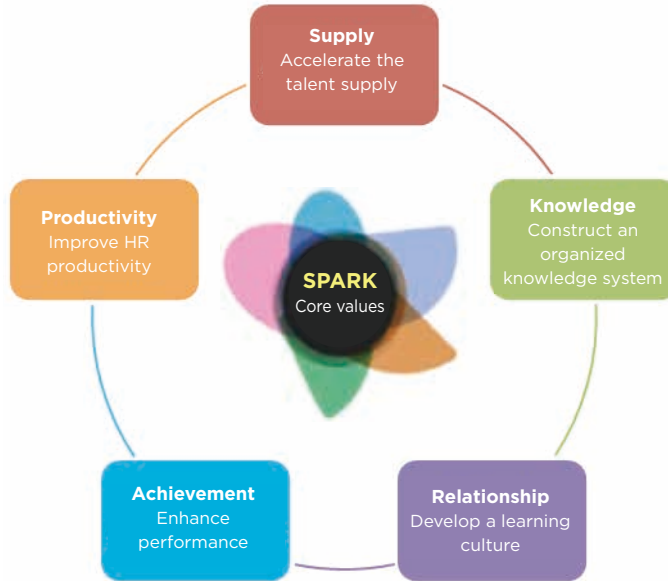 Supply
Accelerate the
talent supply
Productivity
Improve HR
productivity
Knowledge
Construct an
organized
knowledge system
SPARK
Core values
Achievement
Enhance
performance
Relationship
Develop a learning
culture